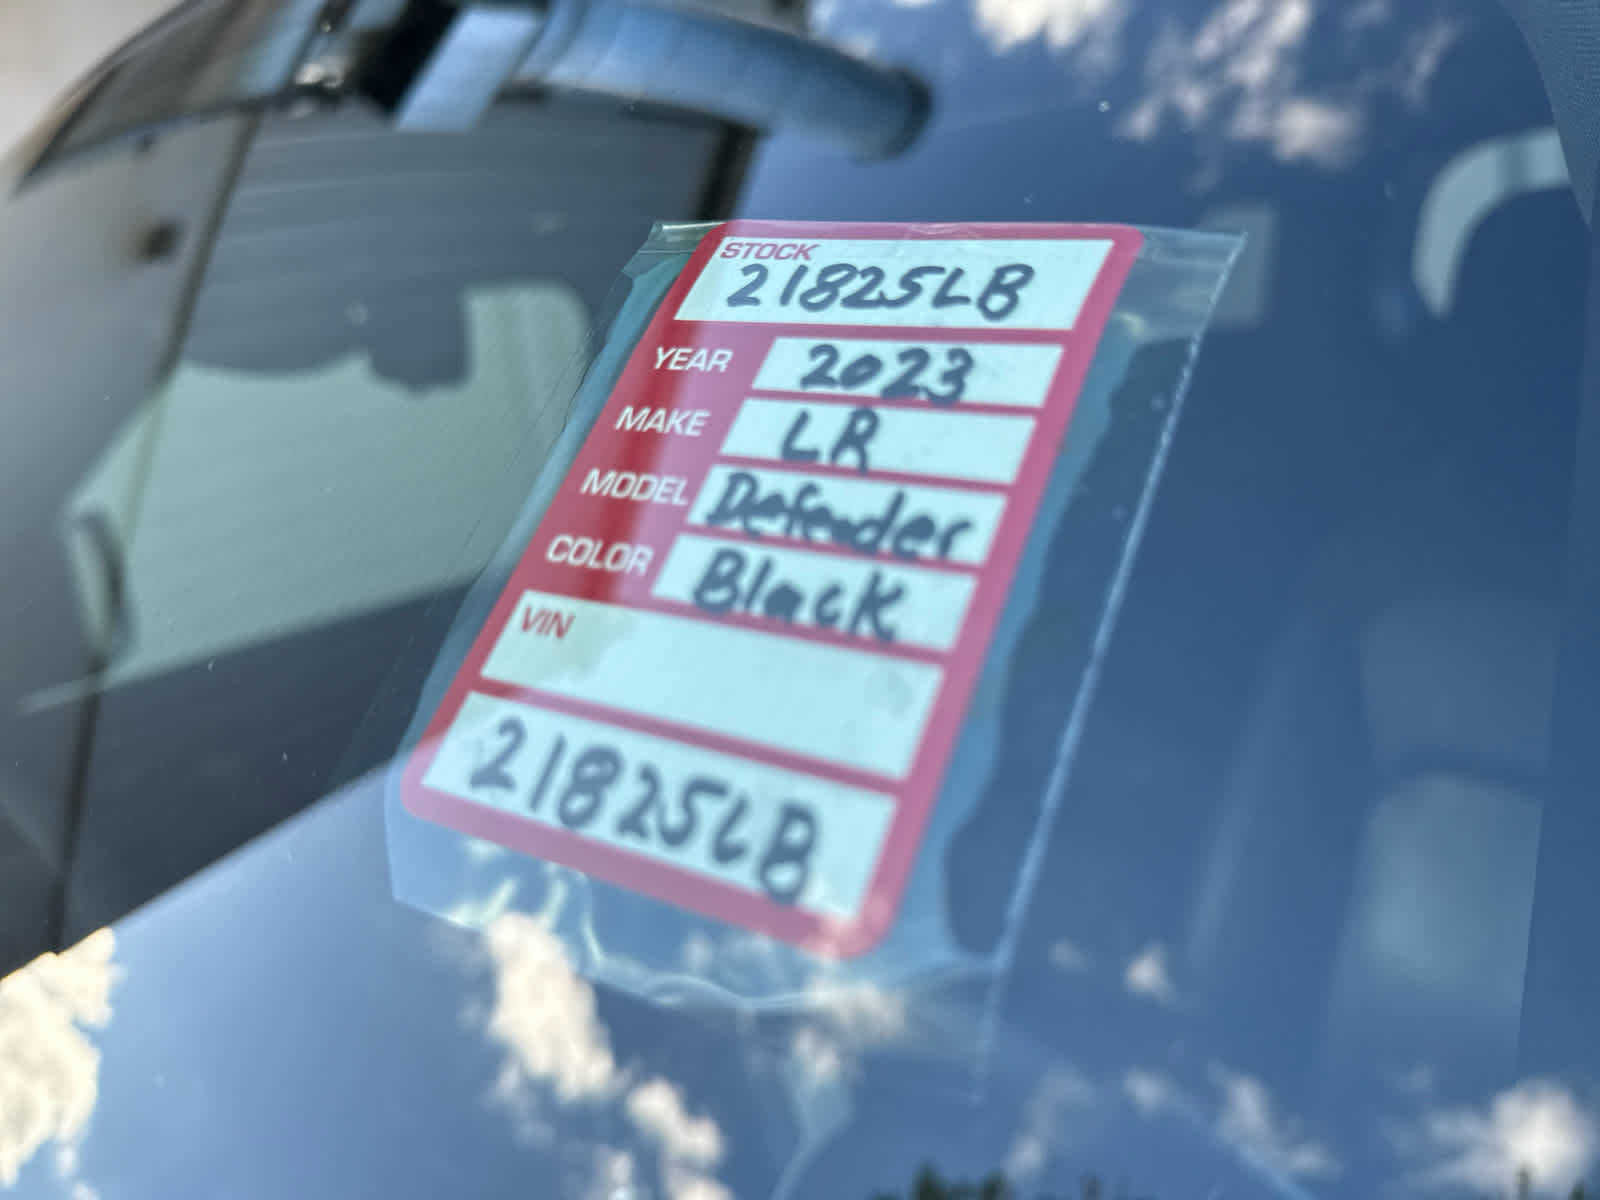 STOCK
21825LB
YEAR 2023
MAKE LR
MODEL Defender
COLOR Black
VIN
21825LB